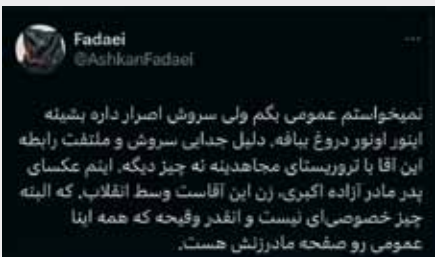 Fadaei
@AshkanFadaei
نمیخواستم عمومی بگم ولی سروش اصرار داره بشینه
اینور اونور دروغ ببافه. دلیل جدایی سروش و ملتفت رابطه
این آقا با تروریستای مجاهدینه نه چیز دیگه. اینم عکسای
پدر مادر آزاده اکبری، زن این آقاست وسط انقلاب. که البته
چیز خصوصی‌ای نیست و انقدر وقیحه که همه اینا
عمومی رو صفحه مادرزنش هست.